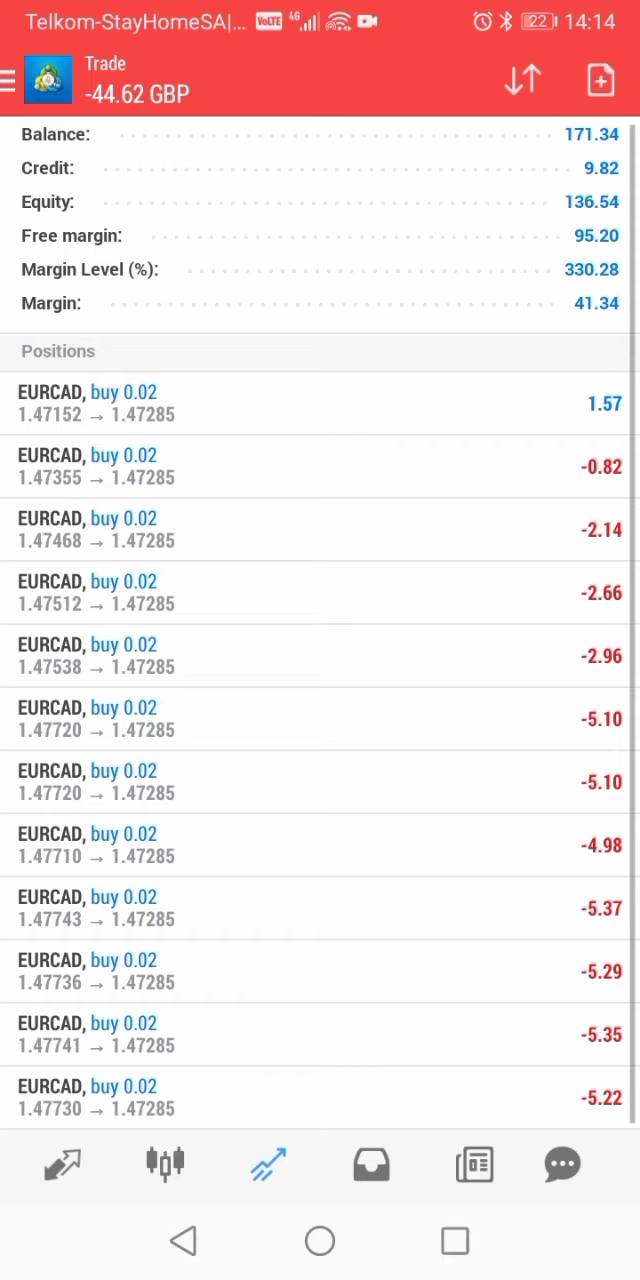 Telkom-StayHomeSA|... VoLTE 4G 22 14:14
Trade
-44.62 GBP
Balance: 171.34
Credit: 9.82
Equity: 136.54
Free margin: 95.20
Margin Level (%): 330.28
Margin: 41.34
Positions
EURCAD, buy 0.02
1.47152 → 1.47285 1.57
EURCAD, buy 0.02
1.47355 → 1.47285 -0.82
EURCAD, buy 0.02
1.47468 → 1.47285 -2.14
EURCAD, buy 0.02
1.47512 → 1.47285 -2.66
EURCAD, buy 0.02
1.47538 → 1.47285 -2.96
EURCAD, buy 0.02
1.47720 → 1.47285 -5.10
EURCAD, buy 0.02
1.47720 → 1.47285 -5.10
EURCAD, buy 0.02
1.47710 → 1.47285 -4.98
EURCAD, buy 0.02
1.47743 → 1.47285 -5.37
EURCAD, buy 0.02
1.47736 → 1.47285 -5.29
EURCAD, buy 0.02
1.47741 → 1.47285 -5.35
EURCAD, buy 0.02
1.47730 → 1.47285 -5.22